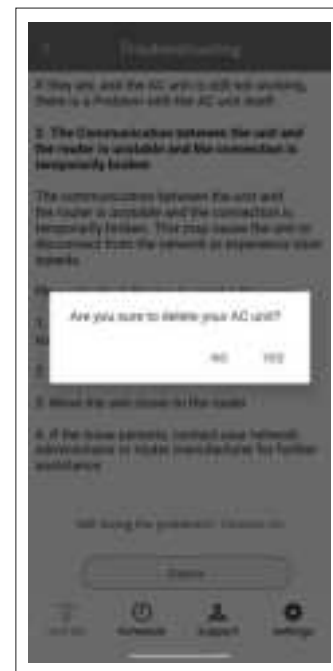 Troubleshooting
If they are, and the AC unit is still not working,
there is a Problem with the AC unit itself.
2. The Communication between the unit and
the router is unstable and the connection is
temporarily broken
The communication between the unit and
the router is unstable and the connection is
temporarily broken. This may cause the unit to
disconnect from the network or experience
Are you sure to delete your AC unit?
NO YES
3. Move the unit closer to the router
4. If the issue persists, contact your network
administrator or router manufacturer for further
assistance
Still facing the problem?
Delete
Schedule Support Settings